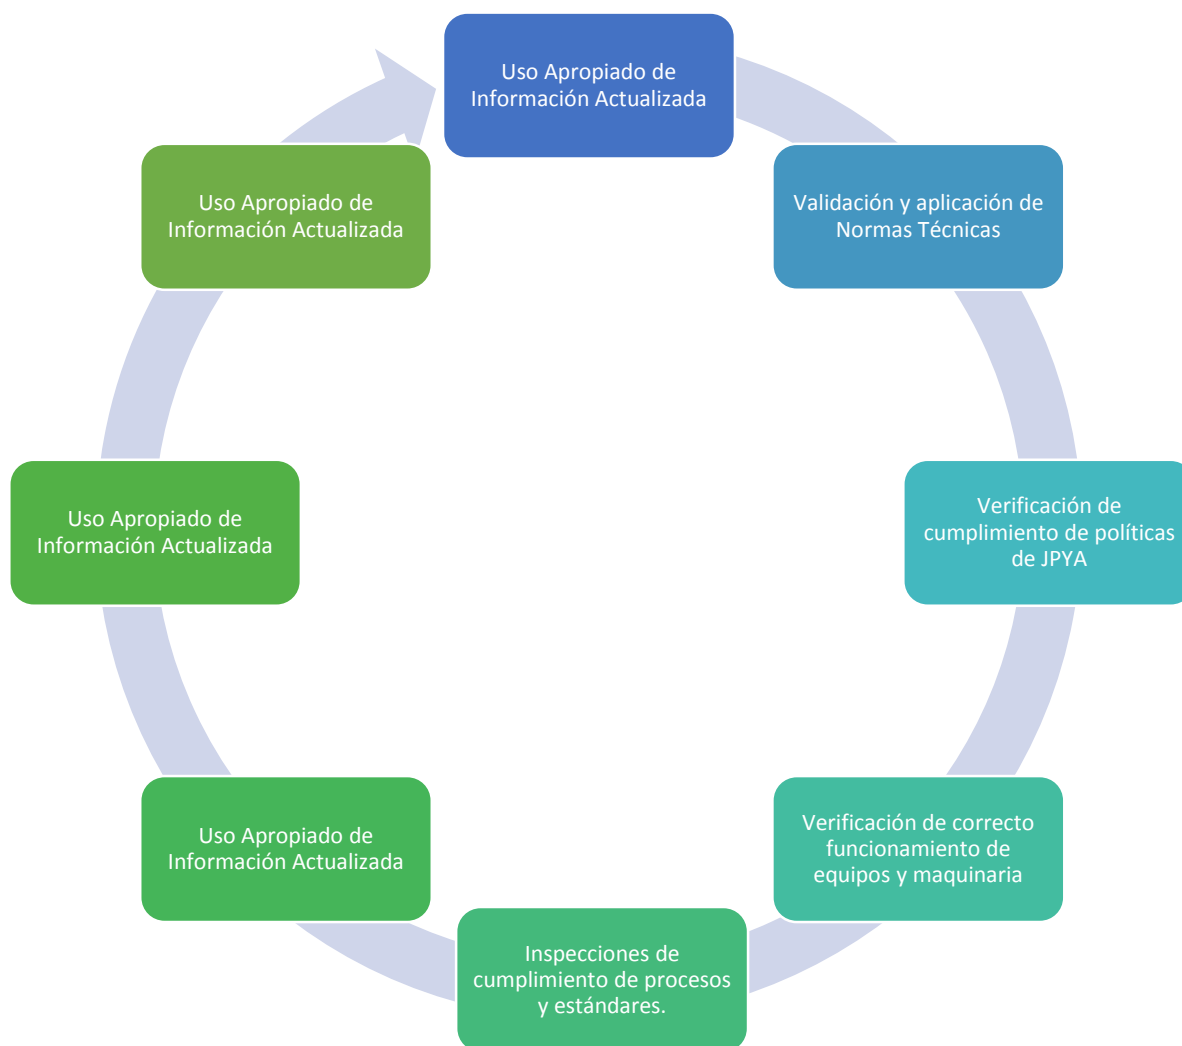 Uso Apropiado de
Información Actualizada
Validación y aplicación de
Normas Técnicas
Verificación de
cumplimiento de políticas
de JPYA
Verificación de correcto
funcionamiento de
equipos y maquinaria
Inspecciones de
cumplimiento de procesos
y estándares.
Uso Apropiado de
Información Actualizada
Uso Apropiado de
Información Actualizada
Uso Apropiado de
Información Actualizada